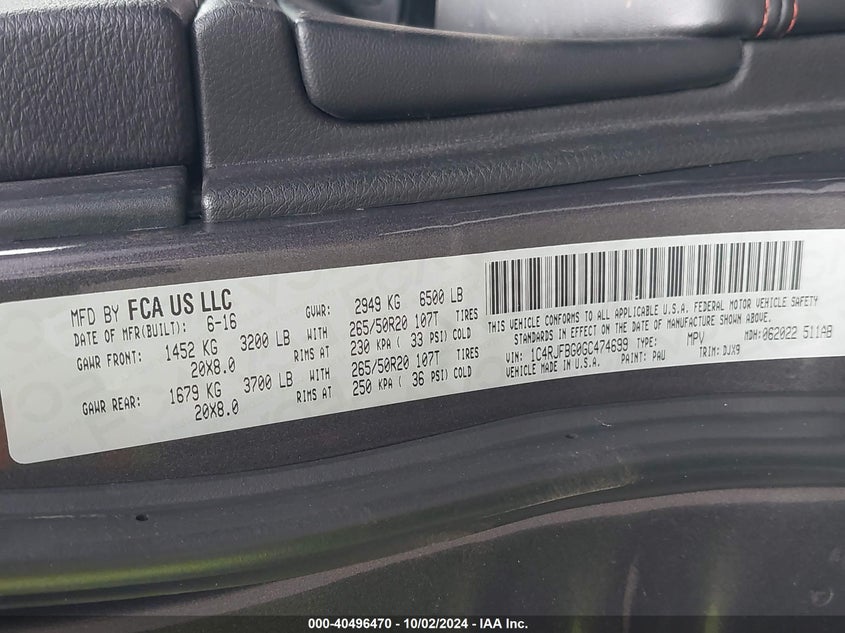 MFD BY FCA US LLC
DATE OF MFR(BUILT): 6-16
GVWR: 2949 KG 6500 LB
GAWR FRONT: 1452 KG 3200 LB WITH 265/50R20 107T TIRES
20X8.0 RIMS AT 230 KPA ( 33 PSI) COLD
GAWR REAR: 1679 KG 3700 LB WITH 265/50R20 107T TIRES
20X8.0 RIMS AT 250 KPA ( 36 PSI) COLD
THIS VEHICLE CONFORMS TO ALL APPLICABLE U.S.A. FEDERAL MOTOR VEHICLE SAFETY
STANDARDS IN EFFECT ON THE DATE OF MANUFACTURE SHOWN ABOVE.
MDH:062022 511AB
VIN: 1C4RJFBG0GC474699 TYPE: MPV
VEHICLE MADE IN U.S.A. PAINT: PAU TRIM: DJX9
000-40496470 - 10/02/2024 - IAA Inc.